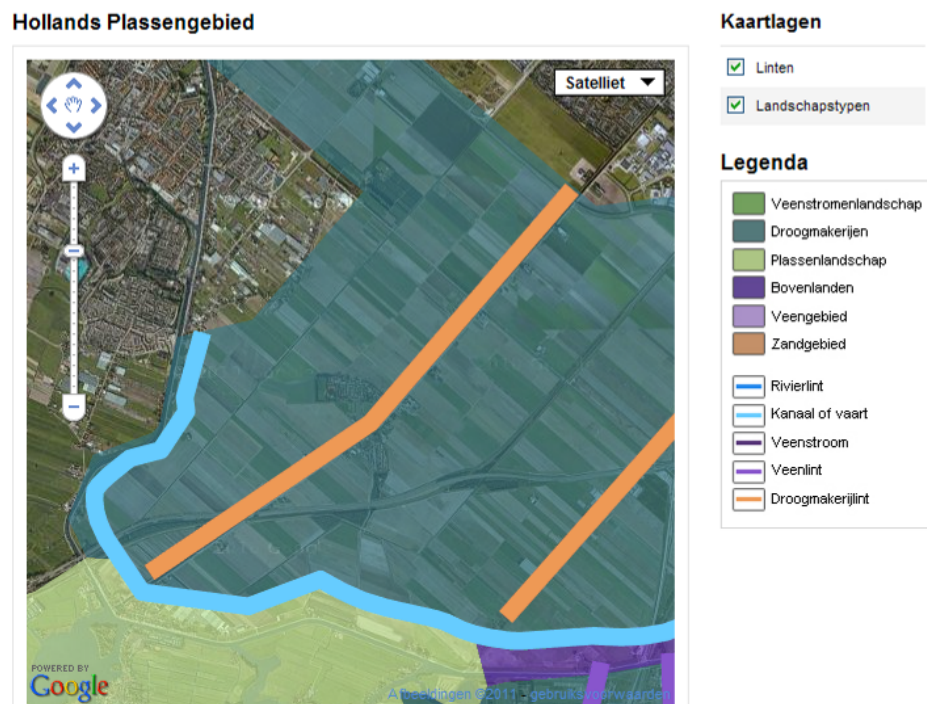 Hollands Plassengebied
Satelliet
POWERED BY
Google
Afbeeldingen ©2011 - gebruiksvoorwaarden
Kaartlagen
Linten
Landschapstypen
Legenda
Veenstromenlandschap
Droogmakerijen
Plassenlandschap
Bovenlanden
Veengebied
Zandgebied
Rivierlint
Kanaal of vaart
Veenstroom
Veenlint
Droogmakerijlint